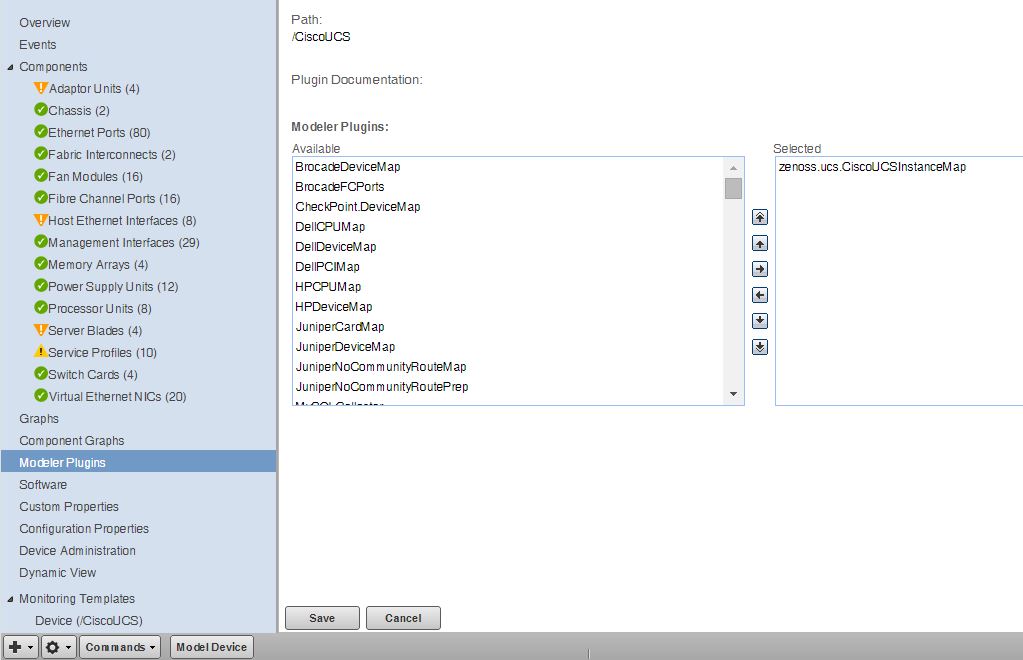 Overview
Events
Components
Adaptor Units (4)
Chassis (2)
Ethernet Ports (80)
Fabric Interconnects (2)
Fan Modules (16)
Fibre Channel Ports (16)
Host Ethernet Interfaces (8)
Management Interfaces (29)
Memory Arrays (4)
Power Supply Units (12)
Processor Units (8)
Server Blades (4)
Service Profiles (10)
Switch Cards (4)
Virtual Ethernet NICs (20)
Graphs
Component Graphs
Modeler Plugins
Software
Custom Properties
Configuration Properties
Device Administration
Dynamic View
Monitoring Templates
Device (/CiscoUCS)
Path:
/CiscoUCS
Plugin Documentation:
Modeler Plugins:
Available
BrocadeDeviceMap
BrocadeFCPorts
CheckPoint.DeviceMap
DellCPUMap
DellDeviceMap
DellPCIMap
HPCPUMap
HPDeviceMap
JuniperCardMap
JuniperDeviceMap
JuniperNoCommunityRouteMap
JuniperNoCommunityRoutePrep
Selected
zenoss.ucs.CiscoUCSInstanceMap
Save
Cancel
Commands
Model Device